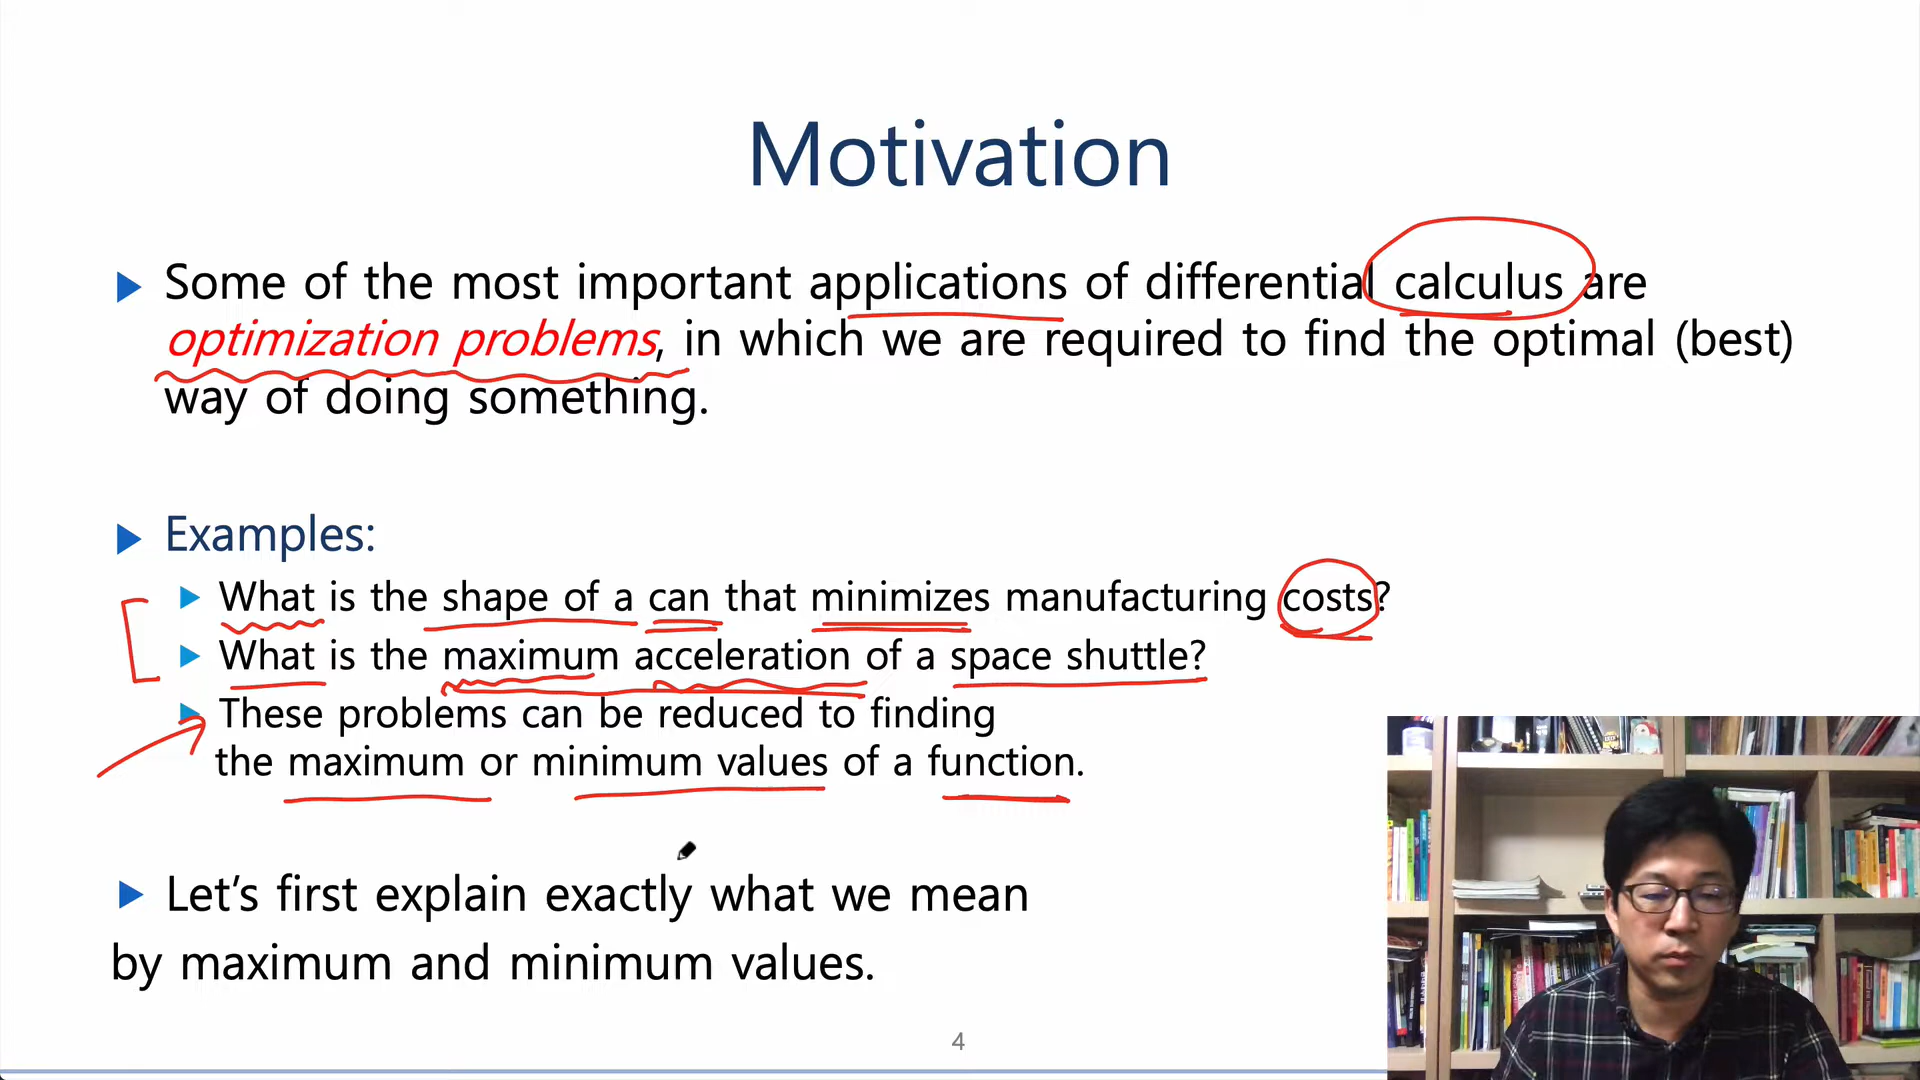 Motivation
Some of the most important applications of differential calculus are
optimization problems, in which we are required to find the optimal (best)
way of doing something.
Examples:
What is the shape of a can that minimizes manufacturing costs?
What is the maximum acceleration of a space shuttle?
These problems can be reduced to finding
the maximum or minimum values of a function.
Let’s first explain exactly what we mean
by maximum and minimum values.
4